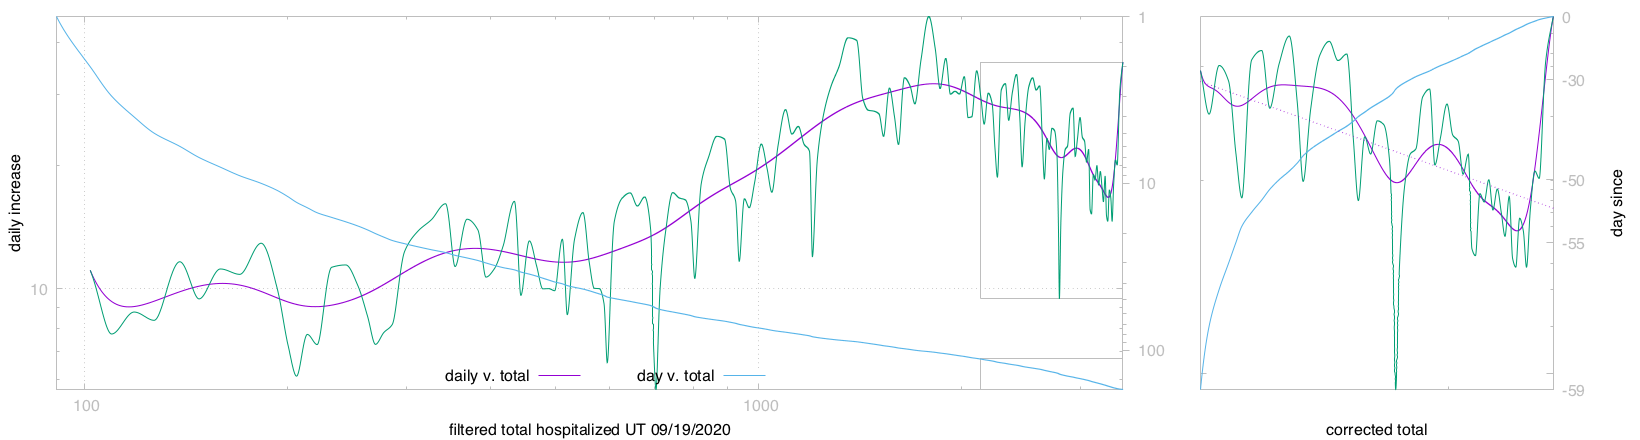 daily increase
10
100
1000
daily v. total
day v. total
filtered total hospitalized UT 09/19/2020
1
10
100
0
-30
-50
-55
-59
day since
corrected total